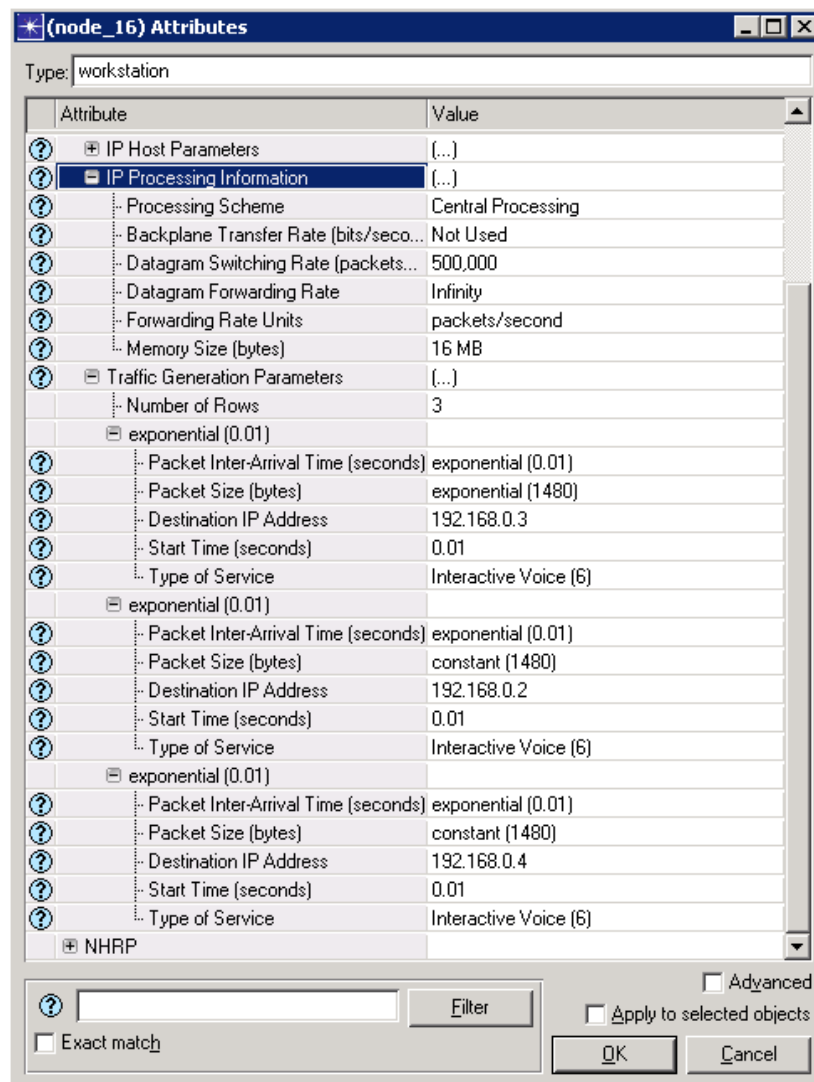 (node_16) Attributes
Type: workstation
Attribute Value
IP Host Parameters (...)
IP Processing Information (...)
Processing Scheme Central Processing
Backplane Transfer Rate (bits/seco... Not Used
Datagram Switching Rate (packets... 500,000
Datagram Forwarding Rate Infinity
Forwarding Rate Units packets/second
Memory Size (bytes) 16 MB
Traffic Generation Parameters (...)
Number of Rows 3
exponential (0.01)
Packet Inter-Arrival Time (seconds) exponential (0.01)
Packet Size (bytes) exponential (1480)
Destination IP Address 192.168.0.3
Start Time (seconds) 0.01
Type of Service Interactive Voice (6)
exponential (0.01)
Packet Inter-Arrival Time (seconds) exponential (0.01)
Packet Size (bytes) constant (1480)
Destination IP Address 192.168.0.2
Start Time (seconds) 0.01
Type of Service Interactive Voice (6)
exponential (0.01)
Packet Inter-Arrival Time (seconds) exponential (0.01)
Packet Size (bytes) constant (1480)
Destination IP Address 192.168.0.4
Start Time (seconds) 0.01
Type of Service Interactive Voice (6)
NHRP
Advanced
Filter
Apply to selected objects
Exact match
OK Cancel